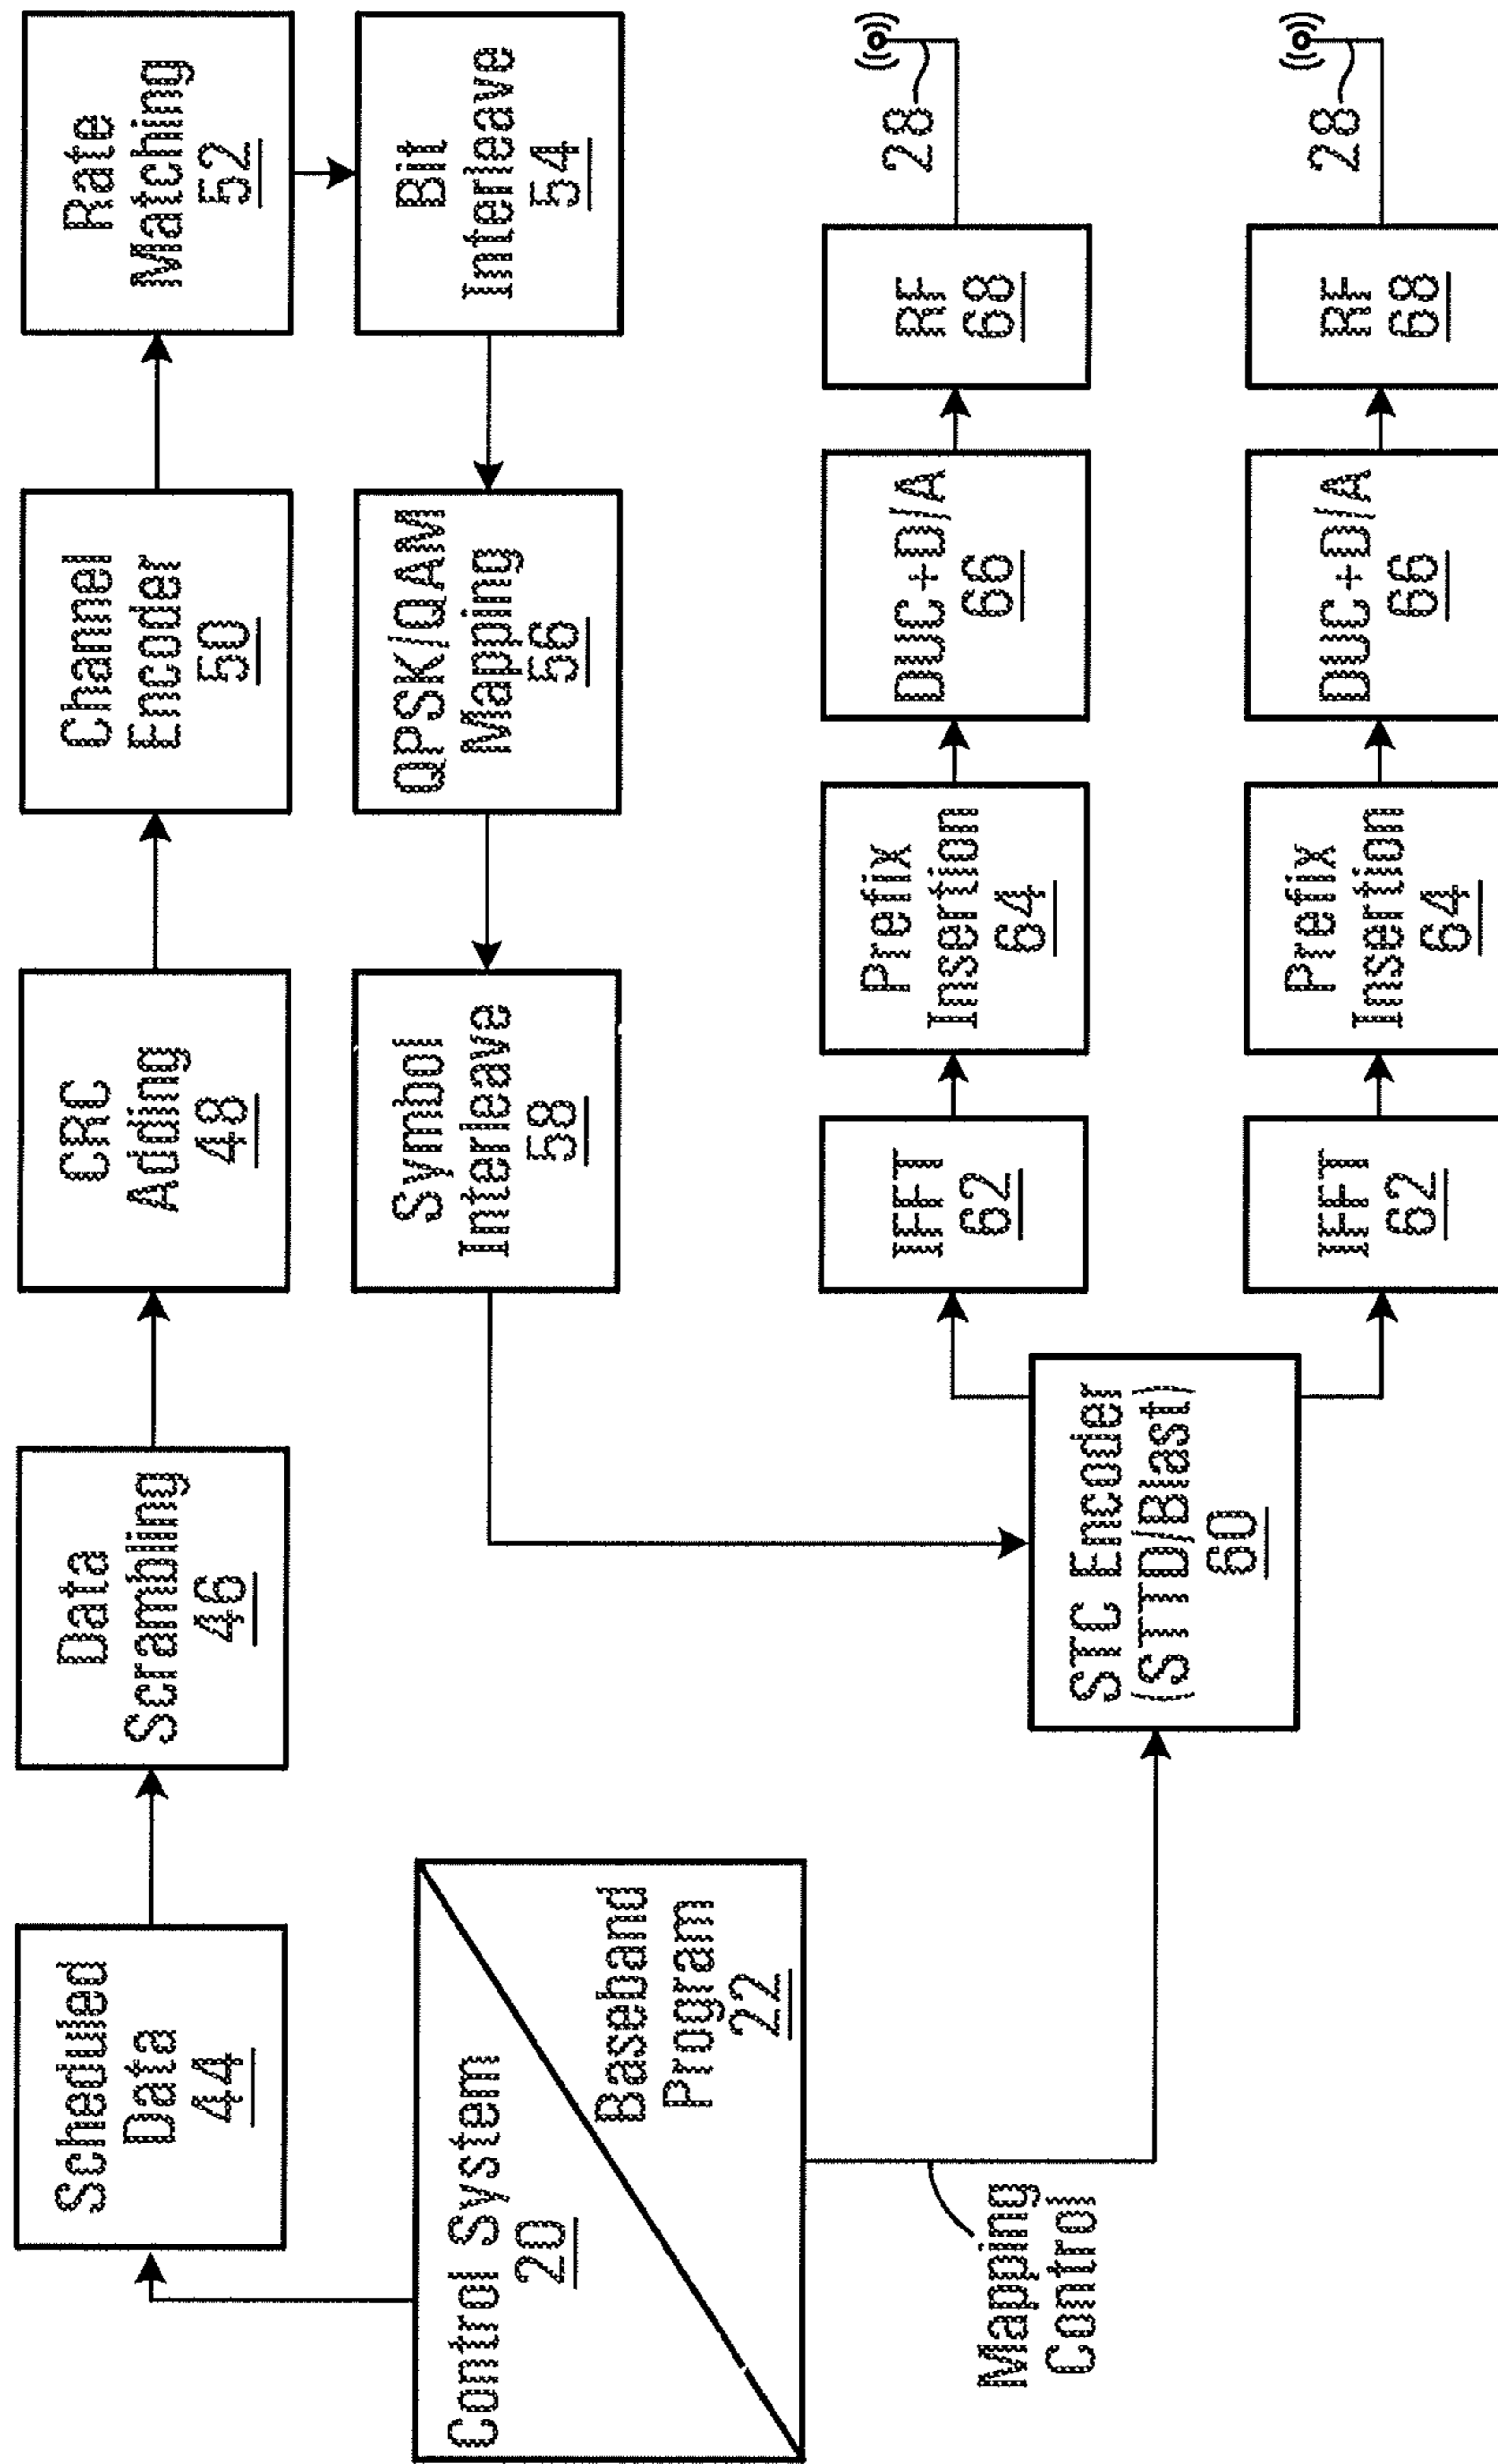 Scheduled
Data
44
Data
Scrambling
46
CRC
Adding
48
Channel
Encoder
50
Rate
Matching
52
Control System
20
Baseband
Program
22
Symbol
Interleave
58
QPSK/QAM
Mapping
56
Bit
Interleave
54
Mapping
Control
STC Encoder
(STTD/Blast)
60
IFFT
62
Prefix
Insertion
64
DUC+D/A
66
RF
68
28
IFFT
62
Prefix
Insertion
64
DUC+D/A
66
RF
68
28